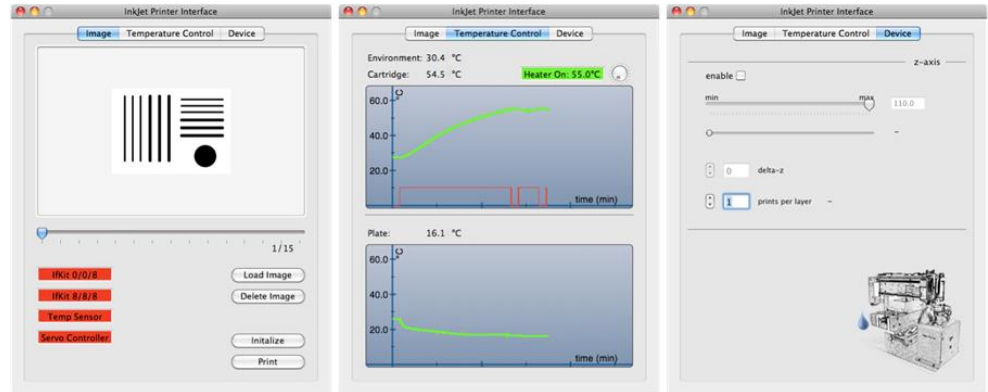 InkJet Printer Interface
Image Temperature Control Device
1/15
IfKit 0/0/8
Load Image
IfKit 8/8/8
Delete Image
Temp Sensor
Servo Controller
Initalize
Print
InkJet Printer Interface
Image Temperature Control Device
Environment: 30.4 °C
Cartridge: 54.5 °C Heater On: 55.0°C
°C
60.0
40.0
20.0
time (min)
Plate: 16.1 °C
°C
60.0
40.0
20.0
time (min)
InkJet Printer Interface
Image Temperature Control Device
z-axis
enable
min max 110.0
-
0 delta-z
1 prints per layer -